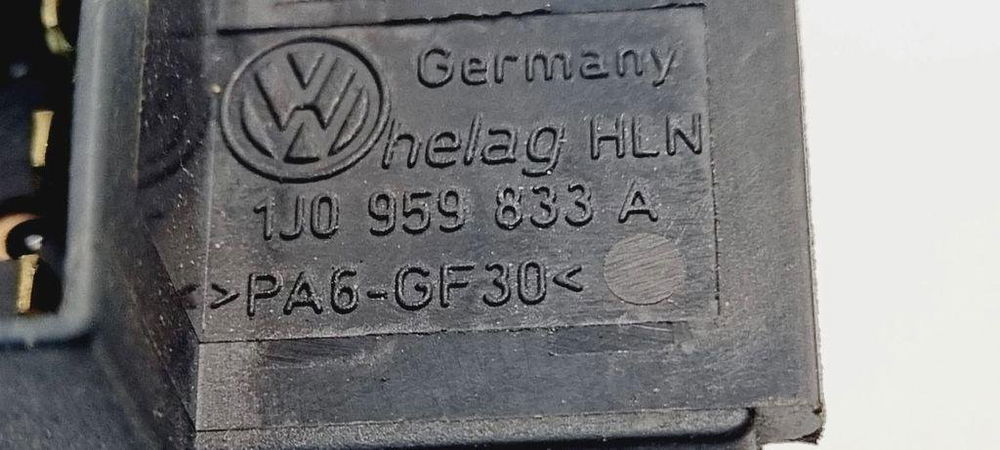 Germany
helag HLN
1J0 959 833 A
>PA6-GF30<